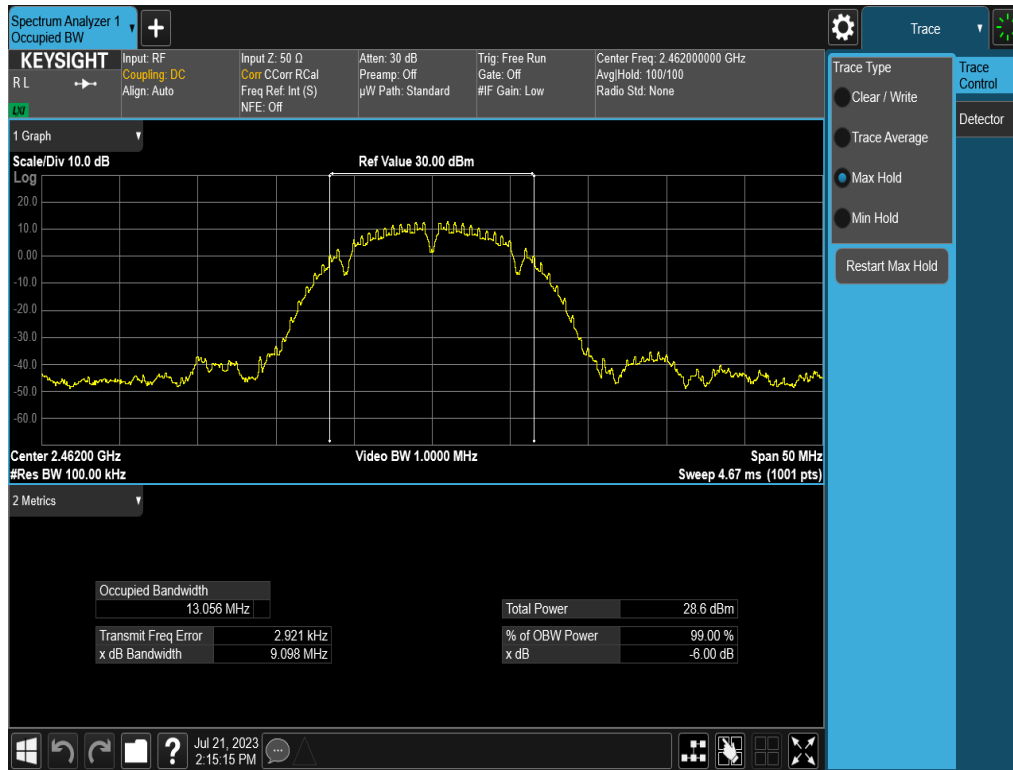 Spectrum Analyzer 1
Occupied BW
Trace
KEYSIGHT
R L
LXI
Input: RF
Coupling: DC
Align: Auto
Input Z: 50 Ω
Corr CCorr RCal
Freq Ref: Int (S)
NFE: Off
Atten: 30 dB
Preamp: Off
µW Path: Standard
Trig: Free Run
Gate: Off
#IF Gain: Low
Center Freq: 2.462000000 GHz
Avg|Hold: 100/100
Radio Std: None
Trace Type
Clear / Write
Trace Average
Max Hold
Min Hold
Restart Max Hold
Trace
Control
Detector
1 Graph
Scale/Div 10.0 dB
Ref Value 30.00 dBm
Log
20.0
10.0
0.00
-10.0
-20.0
-30.0
-40.0
-50.0
-60.0
Center 2.46200 GHz
Video BW 1.0000 MHz
Span 50 MHz
#Res BW 100.00 kHz
Sweep 4.67 ms (1001 pts)
2 Metrics
Occupied Bandwidth
13.056 MHz
Total Power 28.6 dBm
Transmit Freq Error 2.921 kHz
% of OBW Power 99.00 %
x dB Bandwidth 9.098 MHz
x dB -6.00 dB
Jul 21, 2023
2:15:15 PM